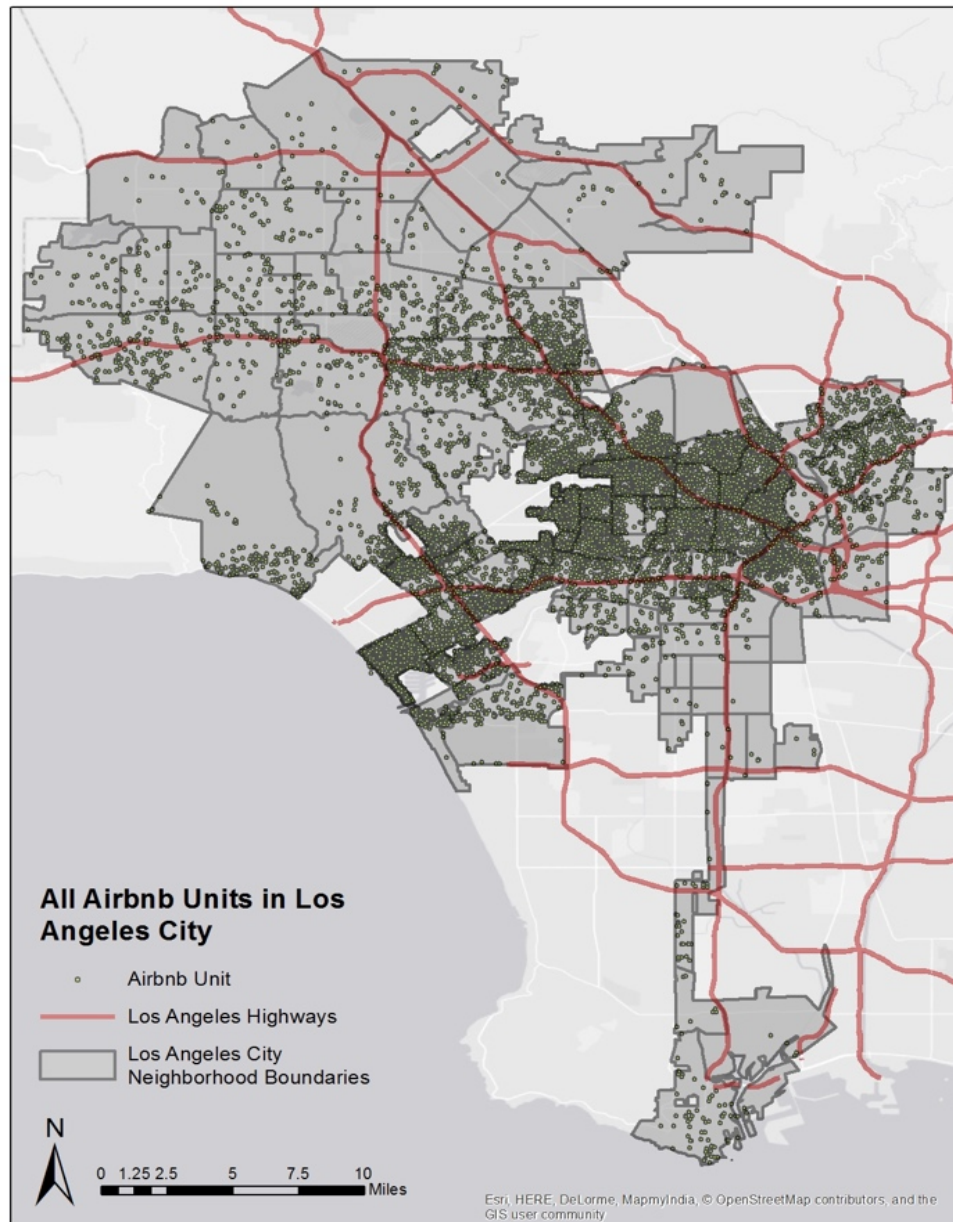 All Airbnb Units in Los
Angeles City
Airbnb Unit
Los Angeles Highways
Los Angeles City
Neighborhood Boundaries
N
0 1.25 2.5 5 7.5 10
Miles
Esri, HERE, DeLorme, MapmyIndia, © OpenStreetMap contributors, and the
GIS user community